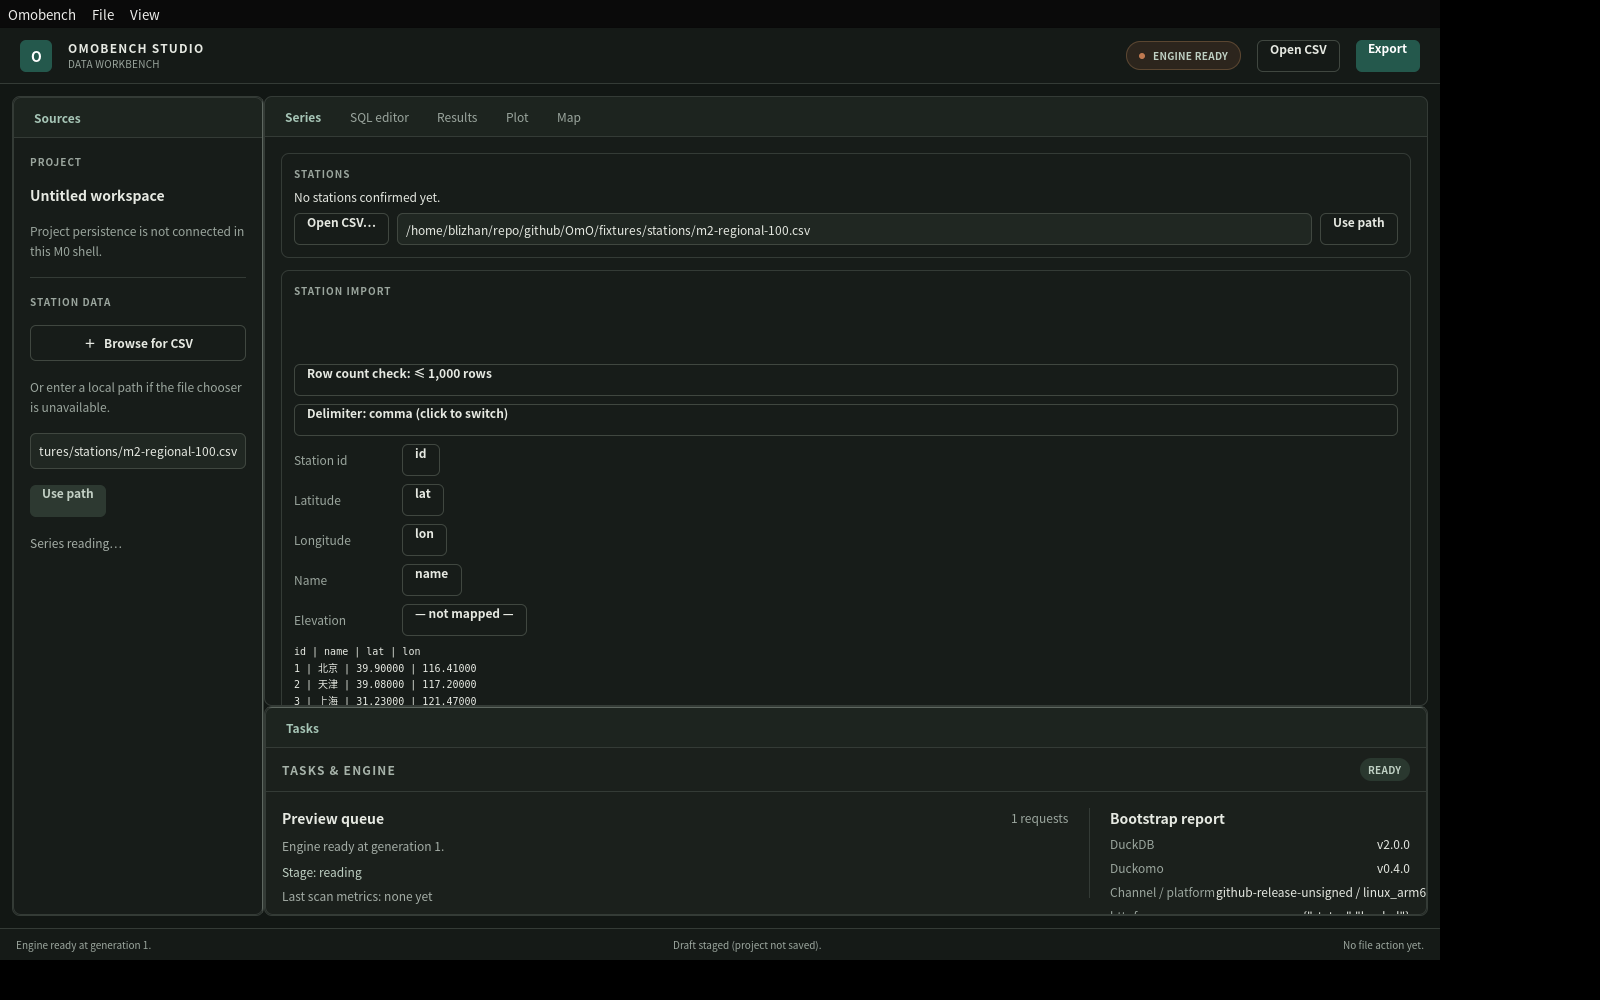 Omobench File View
O
OMOBENCH STUDIO
DATA WORKBENCH
ENGINE READY
Open CSV
Export
Sources
PROJECT
Untitled workspace
Project persistence is not connected in
this M0 shell.
STATION DATA
+ Browse for CSV
Or enter a local path if the file chooser
is unavailable.
tures/stations/m2-regional-100.csv
Use path
Series reading…
Series SQL editor Results Plot Map
STATIONS
No stations confirmed yet.
Open CSV… /home/blizhan/repo/github/OmO/fixtures/stations/m2-regional-100.csv Use path
STATION IMPORT
Row count check: ≤ 1,000 rows
Delimiter: comma (click to switch)
Station id id
Latitude lat
Longitude lon
Name name
Elevation — not mapped —
id | name | lat | lon
1 | 北京 | 39.90000 | 116.41000
2 | 天津 | 39.08000 | 117.20000
3 | 上海 | 31.23000 | 121.47000
Tasks
TASKS & ENGINE READY
Preview queue 1 requests
Engine ready at generation 1.
Stage: reading
Last scan metrics: none yet
Bootstrap report
DuckDB v2.0.0
Duckomo v0.4.0
Channel / platform github-release-unsigned / linux_arm6
Engine ready at generation 1. Draft staged (project not saved). No file action yet.